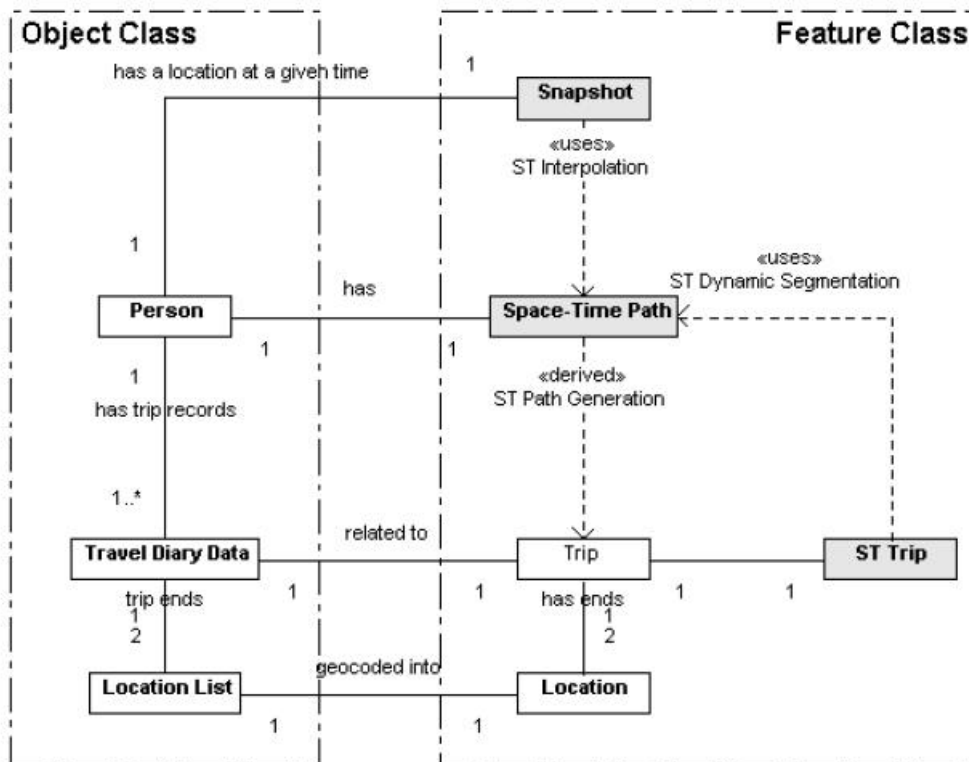 Object Class
Feature Class
has a location at a giveh time
1
Snapshot
«uses»
ST Interpolation
1
«uses»
ST Dynamic Segmentation
has
Person
Space-Time Path
1
1
1
«derived»
ST Path Generation
has trip records
1..*
related to
Travel Diary Data
Trip
ST Trip
trip ends
1
1
has ends
1
1
1
2
1
2
geocoded into
Location List
Location
1
1